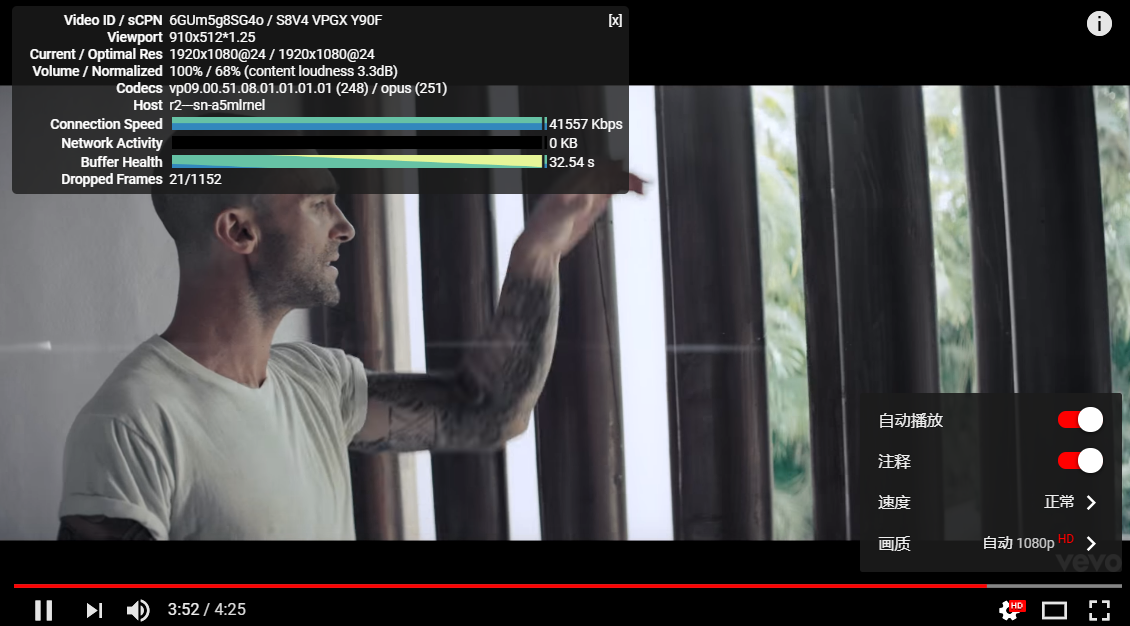 Video ID / sCPN 6GUm5g8SG4o / S8V4 VPGX Y90F [x]
Viewport 910x512*1.25
Current / Optimal Res 1920x1080@24 / 1920x1080@24
Volume / Normalized 100% / 68% (content loudness 3.3dB)
Codecs vp09.00.51.08.01.01.01.01 (248) / opus (251)
Host r2---sn-a5mlrnel
Connection Speed 41557 Kbps
Network Activity 0 KB
Buffer Health 32.54 s
Dropped Frames 21/1152
i
自动播放
注释
速度 正常
画质 自动 1080p HD
vevo
3:52 / 4:25
HD